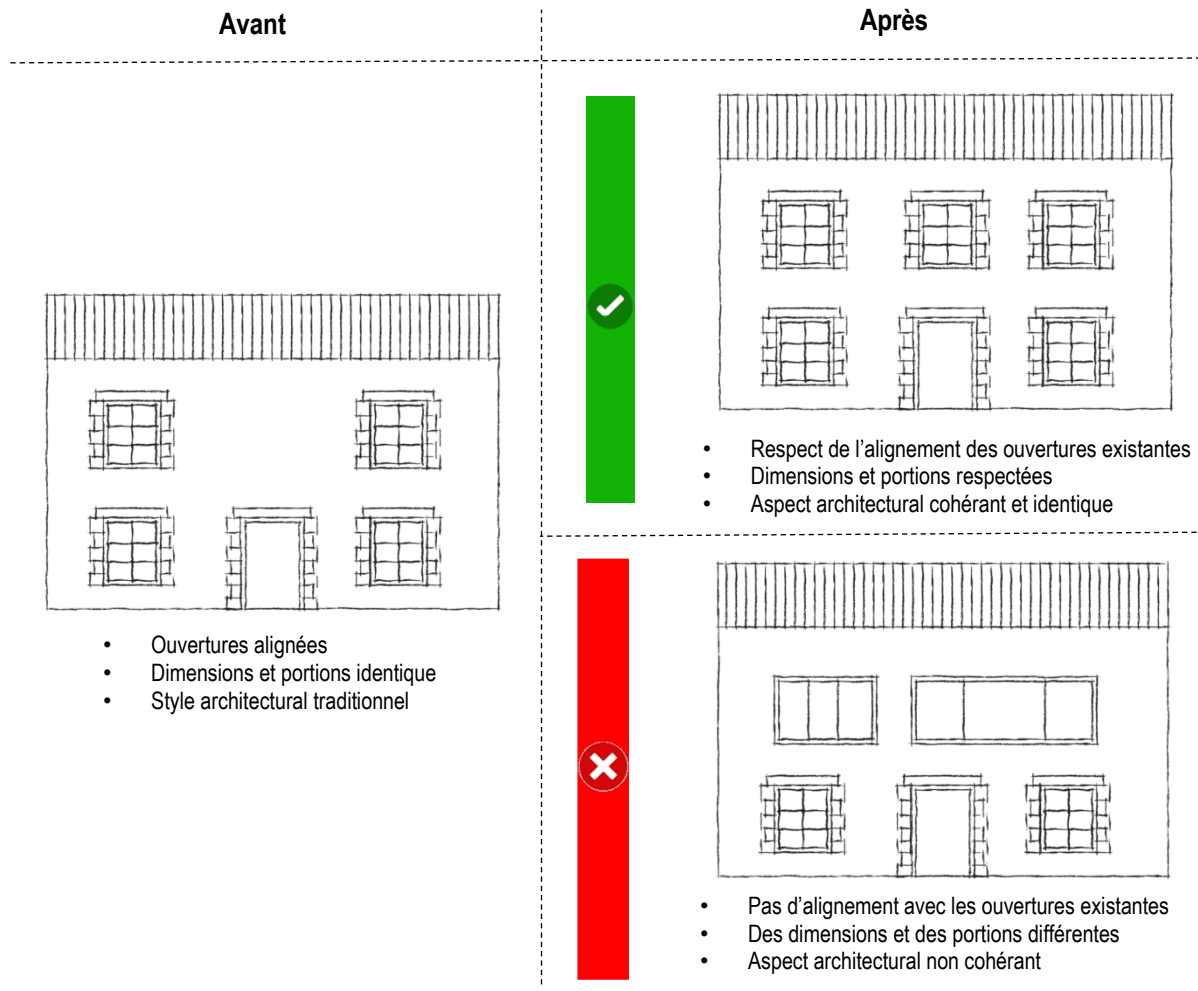 Avant
Après
• Ouvertures alignées
• Dimensions et portions identique
• Style architectural traditionnel
• Respect de l’alignement des ouvertures existantes
• Dimensions et portions respectées
• Aspect architectural cohérant et identique
• Pas d’alignement avec les ouvertures existantes
• Des dimensions et des portions différentes
• Aspect architectural non cohérant